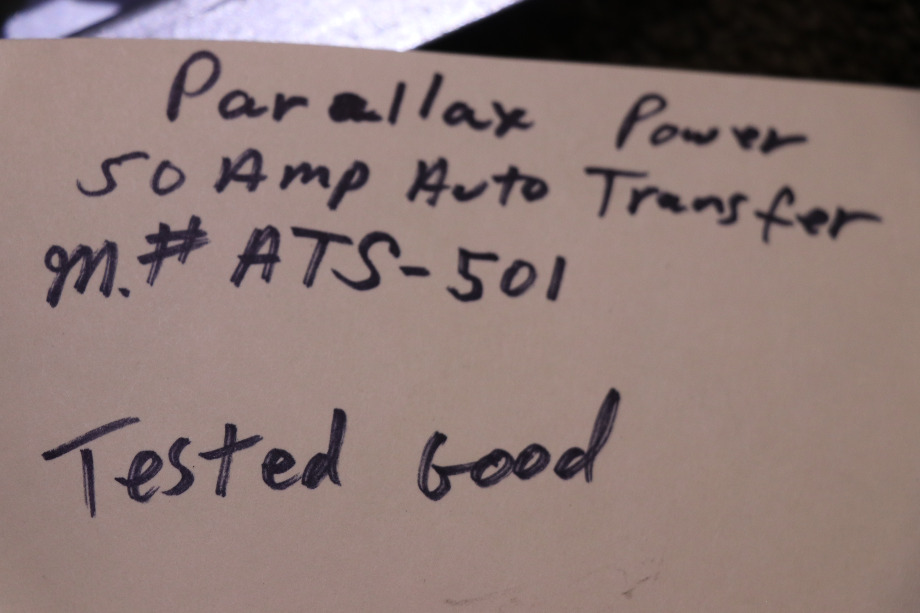 Parallax Power
50 Amp Auto Transfer
M.# ATS-501
Tested Good